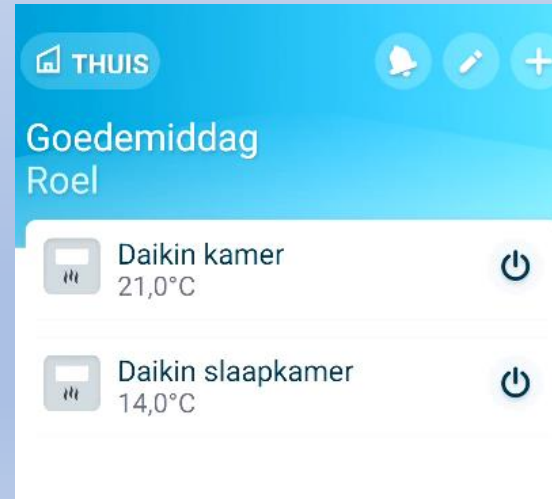 THUIS
Goedemiddag
Roel
Daikin kamer
21,0°C
Daikin slaapkamer
14,0°C